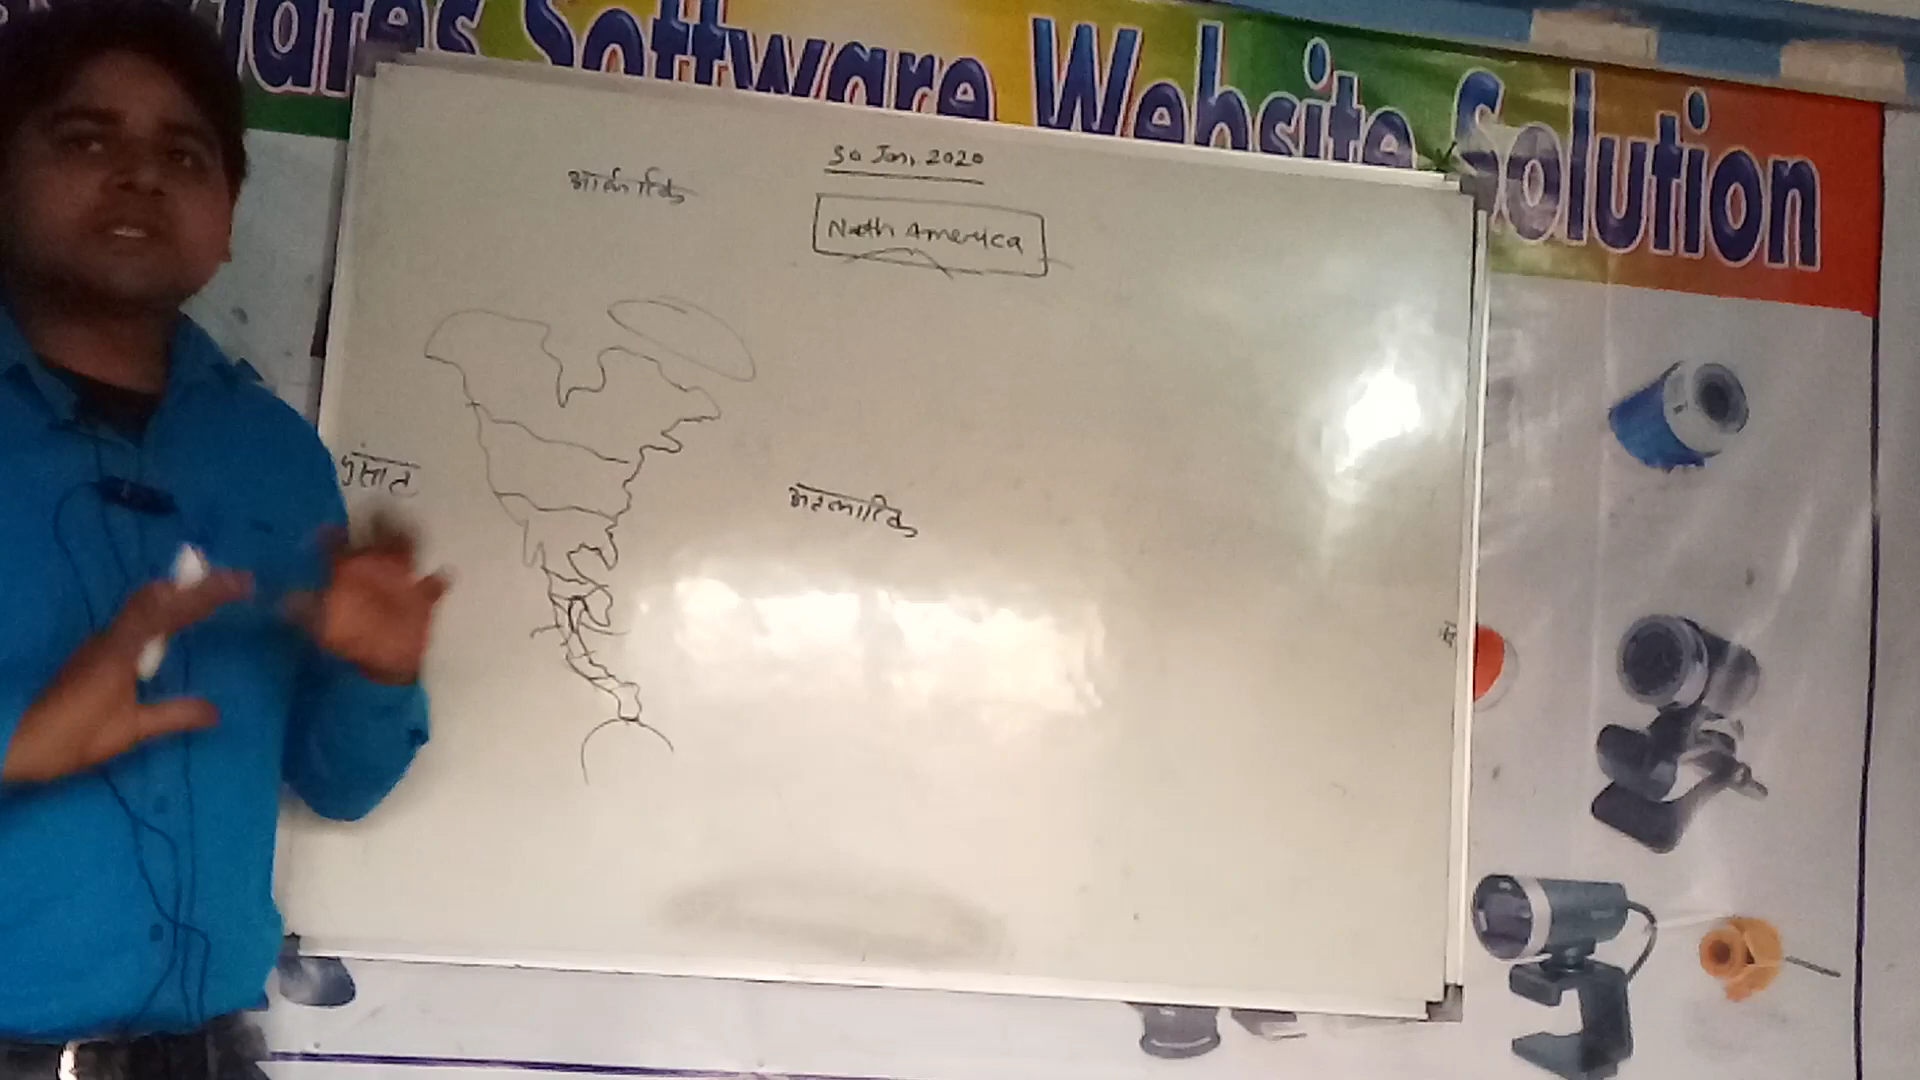 Software Website Solution
30 Jan, 2020
आर्कटिक
North America
प्रशांत
अटलांटिक